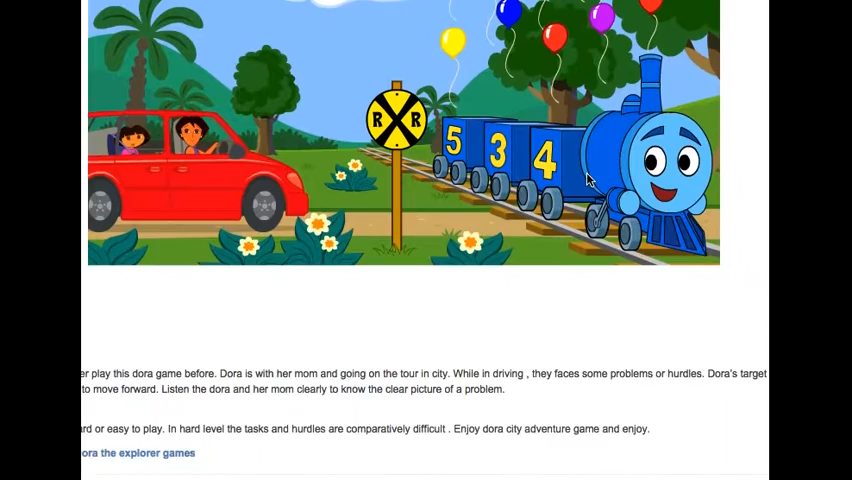 R R
5 3 4
er play this dora game before. Dora is with her mom and going on the tour in city. While in driving , they faces some problems or hurdles. Dora's target
to move forward. Listen the dora and her mom clearly to know the clear picture of a problem.
rd or easy to play. In hard level the tasks and hurdles are comparatively difficult . Enjoy dora city adventure game and enjoy.
ora the explorer games